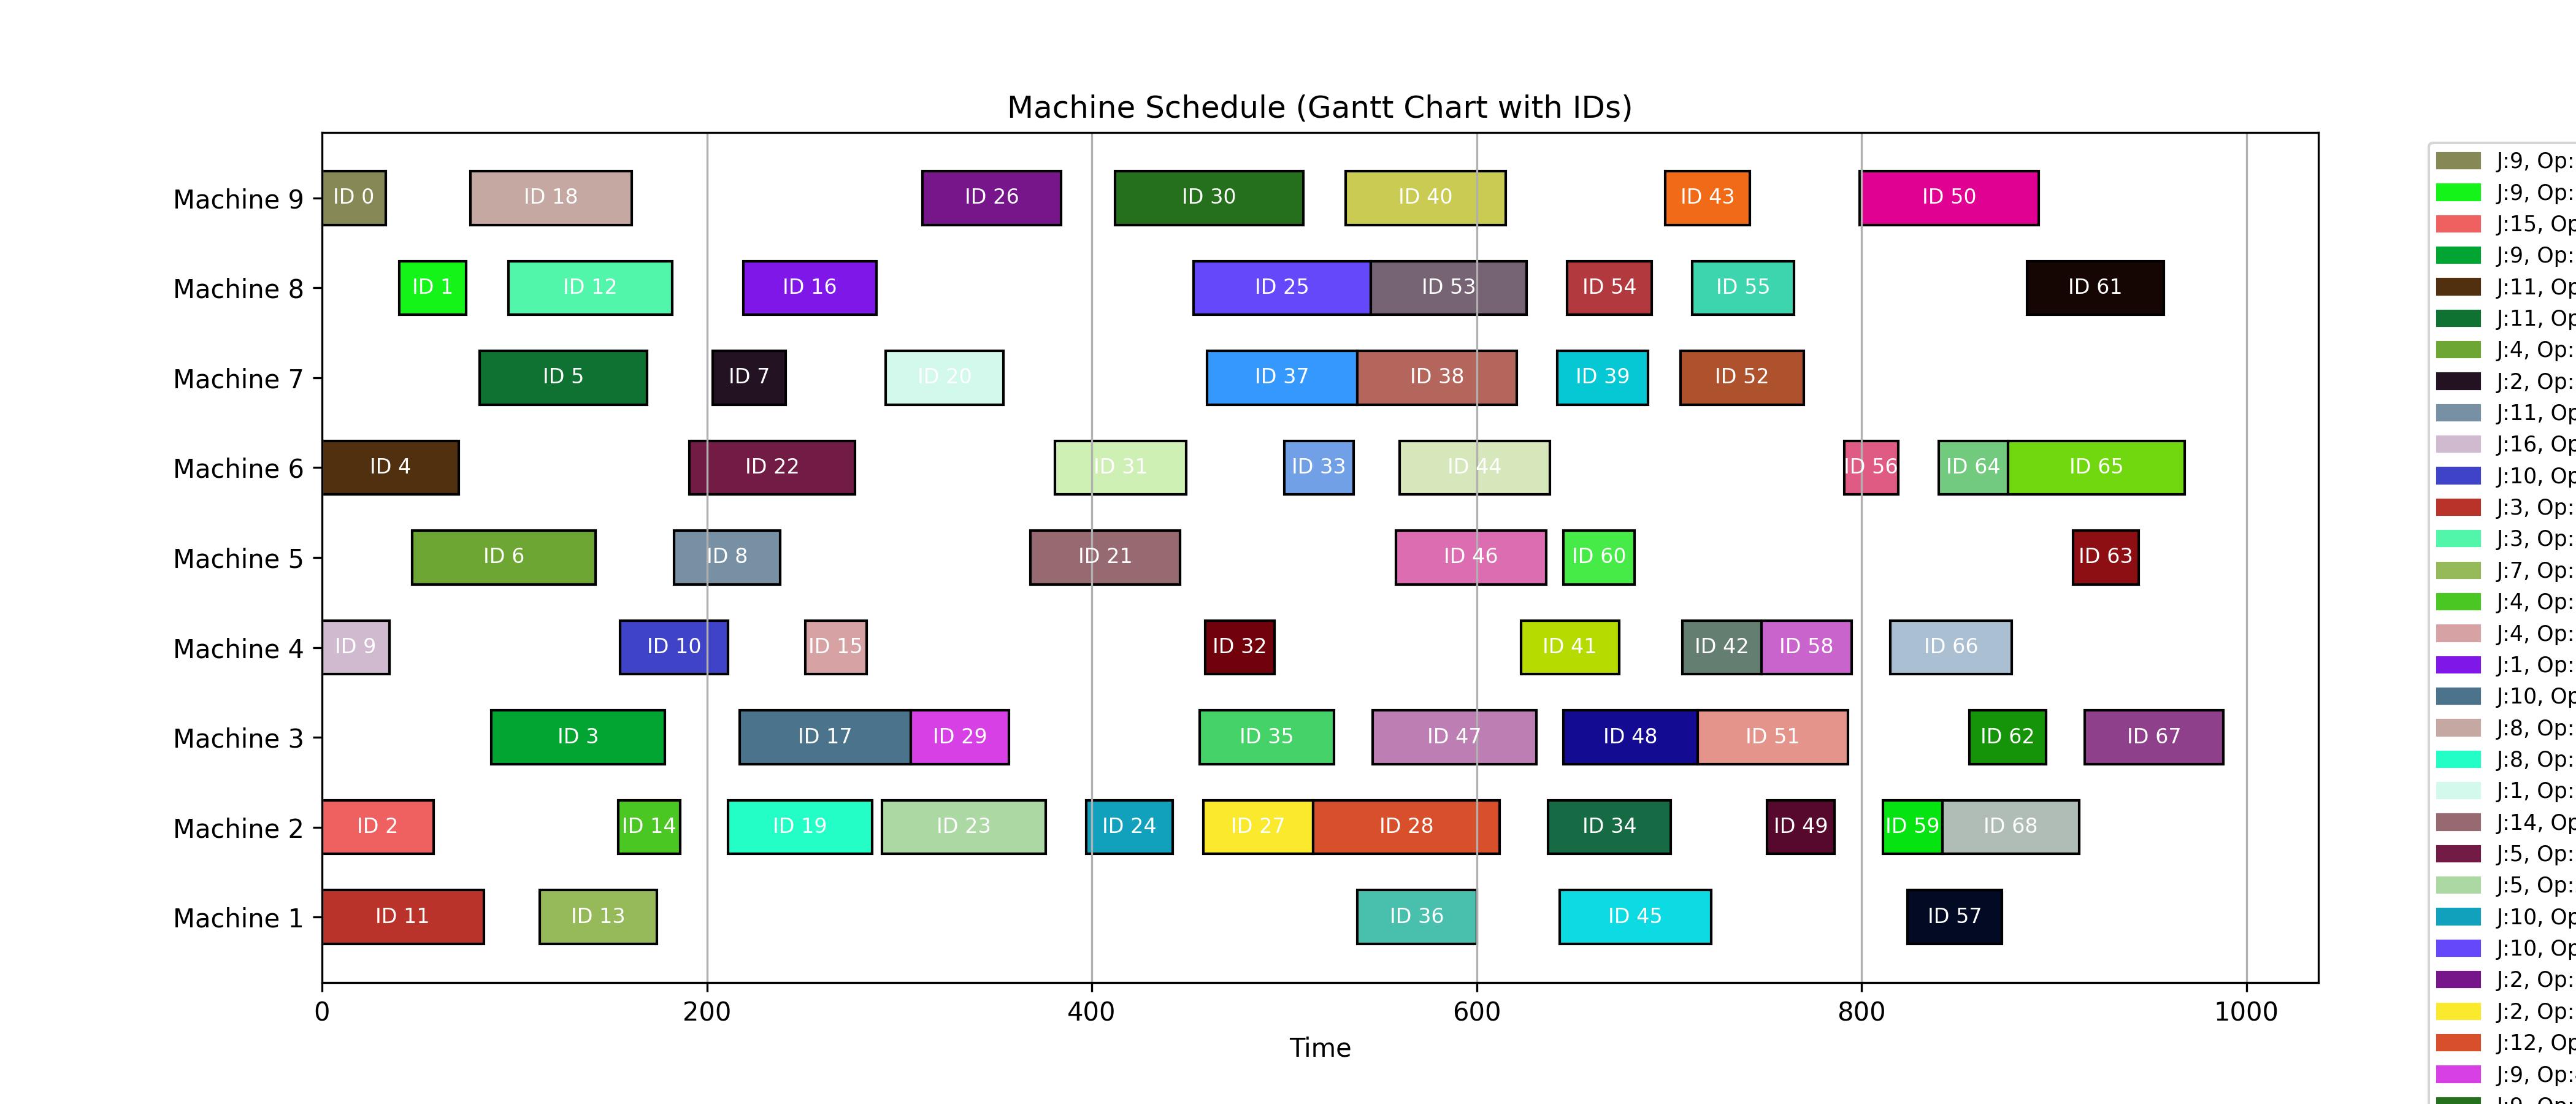 Machine Schedule (Gantt Chart with IDs)
Machine 9 ID 0 ID 18 ID 26 ID 30 ID 40 ID 43 ID 50
Machine 8 ID 1 ID 12 ID 16 ID 25 ID 53 ID 54 ID 55 ID 61
Machine 7 ID 5 ID 7 ID 20 ID 37 ID 38 ID 39 ID 52
Machine 6 ID 4 ID 22 ID 31 ID 33 ID 44 ID 56 ID 64 ID 65
Machine 5 ID 6 ID 8 ID 21 ID 46 ID 60 ID 63
Machine 4 ID 9 ID 10 ID 15 ID 32 ID 41 ID 42 ID 58 ID 66
Machine 3 ID 3 ID 17 ID 29 ID 35 ID 47 ID 48 ID 51 ID 62 ID 67
Machine 2 ID 2 ID 14 ID 19 ID 23 ID 24 ID 27 ID 28 ID 34 ID 49 ID 59 ID 68
Machine 1 ID 11 ID 13 ID 36 ID 45 ID 57
0 200 400 600 800 1000
Time
J:9, Op:
J:9, Op:
J:15, Op
J:9, Op:
J:11, Op
J:11, Op
J:4, Op:
J:2, Op:
J:11, Op
J:16, Op
J:10, Op
J:3, Op:
J:3, Op:
J:7, Op:
J:4, Op:
J:4, Op:
J:1, Op:
J:10, Op
J:8, Op:
J:8, Op:
J:1, Op:
J:14, Op
J:5, Op:
J:5, Op:
J:10, Op
J:10, Op
J:2, Op:
J:2, Op:
J:12, Op
J:9, Op: